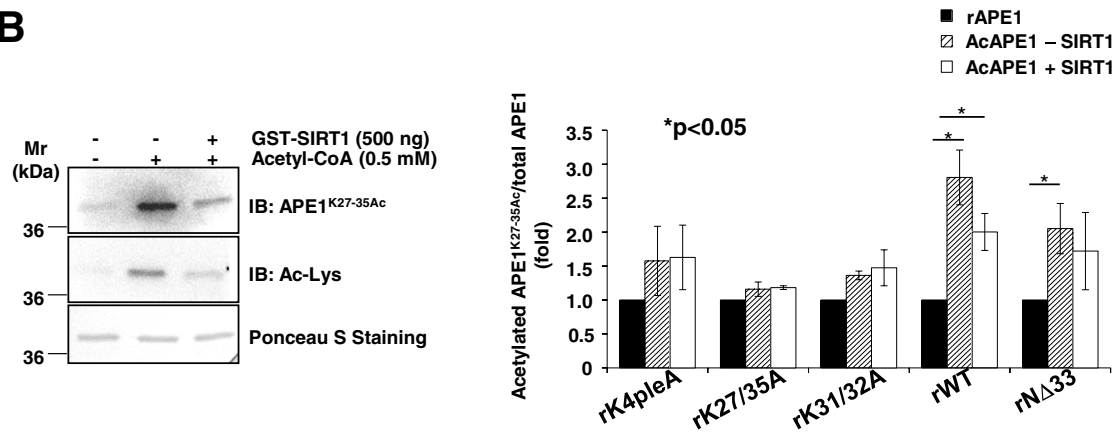 B
Mr
(kDa)
- - + GST-SIRT1 (500 ng)
- + + Acetyl-CoA (0.5 mM)
36 IB: APE1K27-35Ac
36 IB: Ac-Lys
36 Ponceau S Staining
rAPE1
AcAPE1 – SIRT1
AcAPE1 + SIRT1
*p<0.05
* * *
Acetylated APE1K27-35Ac/total APE1
(fold)
3.5
3.0
2.5
2.0
1.5
1.0
0.5
0
rK4pleA rK27/35A rK31/32A rWT rNΔ33